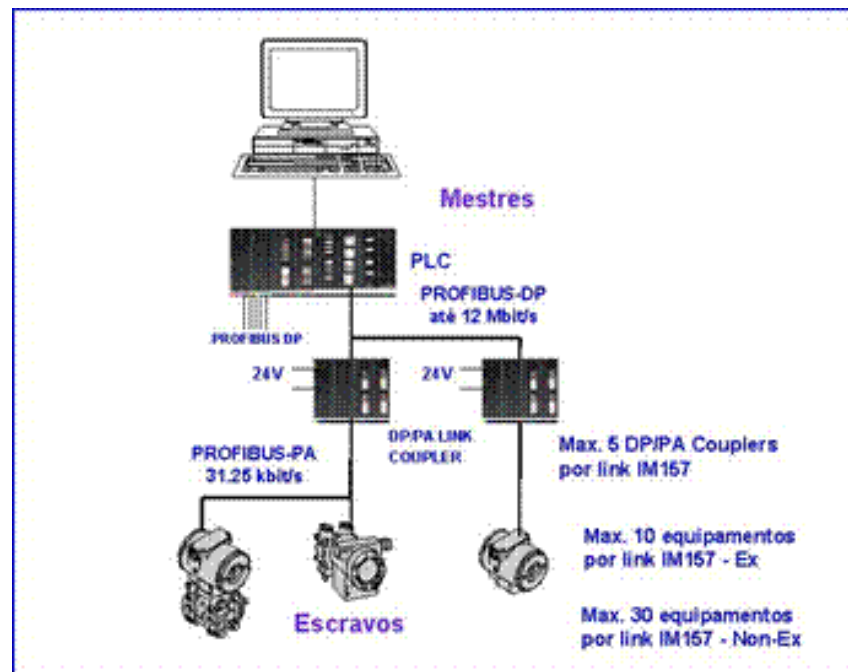 Mestres
PLC
PROFIBUS-DP
até 12 Mbit/s
PROFIBUS DP
24V
24V
DP/PA LINK
COUPLER
Max. 5 DP/PA Couplers
por link IM157
PROFIBUS-PA
31.25 kbit/s
Max. 10 equipamentos
por link IM157 - Ex
Escravos
Max. 30 equipamentos
por link IM157 - Non-Ex